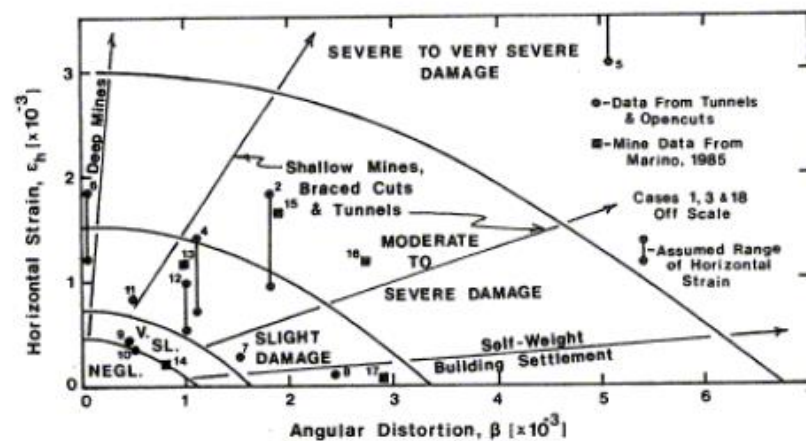 SEVERE TO VERY SEVERE
DAMAGE
5
●-Data From Tunnels
& Opencuts
■-Mine Data From
Marino, 1985
Cases 1, 3 & 18
Off Scale
-Assumed Range
of Horizontal
Strain
Deep Mines
Shallow Mines,
Braced Cuts
& Tunnels
MODERATE
TO
SEVERE DAMAGE
SLIGHT
DAMAGE
V.
SL.
NEGL.
Self-Weight
Building Settlement
6
2
15
4
13
12
16
11
9
10
14
7
8
17
3
2
1
0
0
1
2
3
4
5
6
Horizontal Strain, εh [x10⁻³]
Angular Distortion, β [x10⁻³]